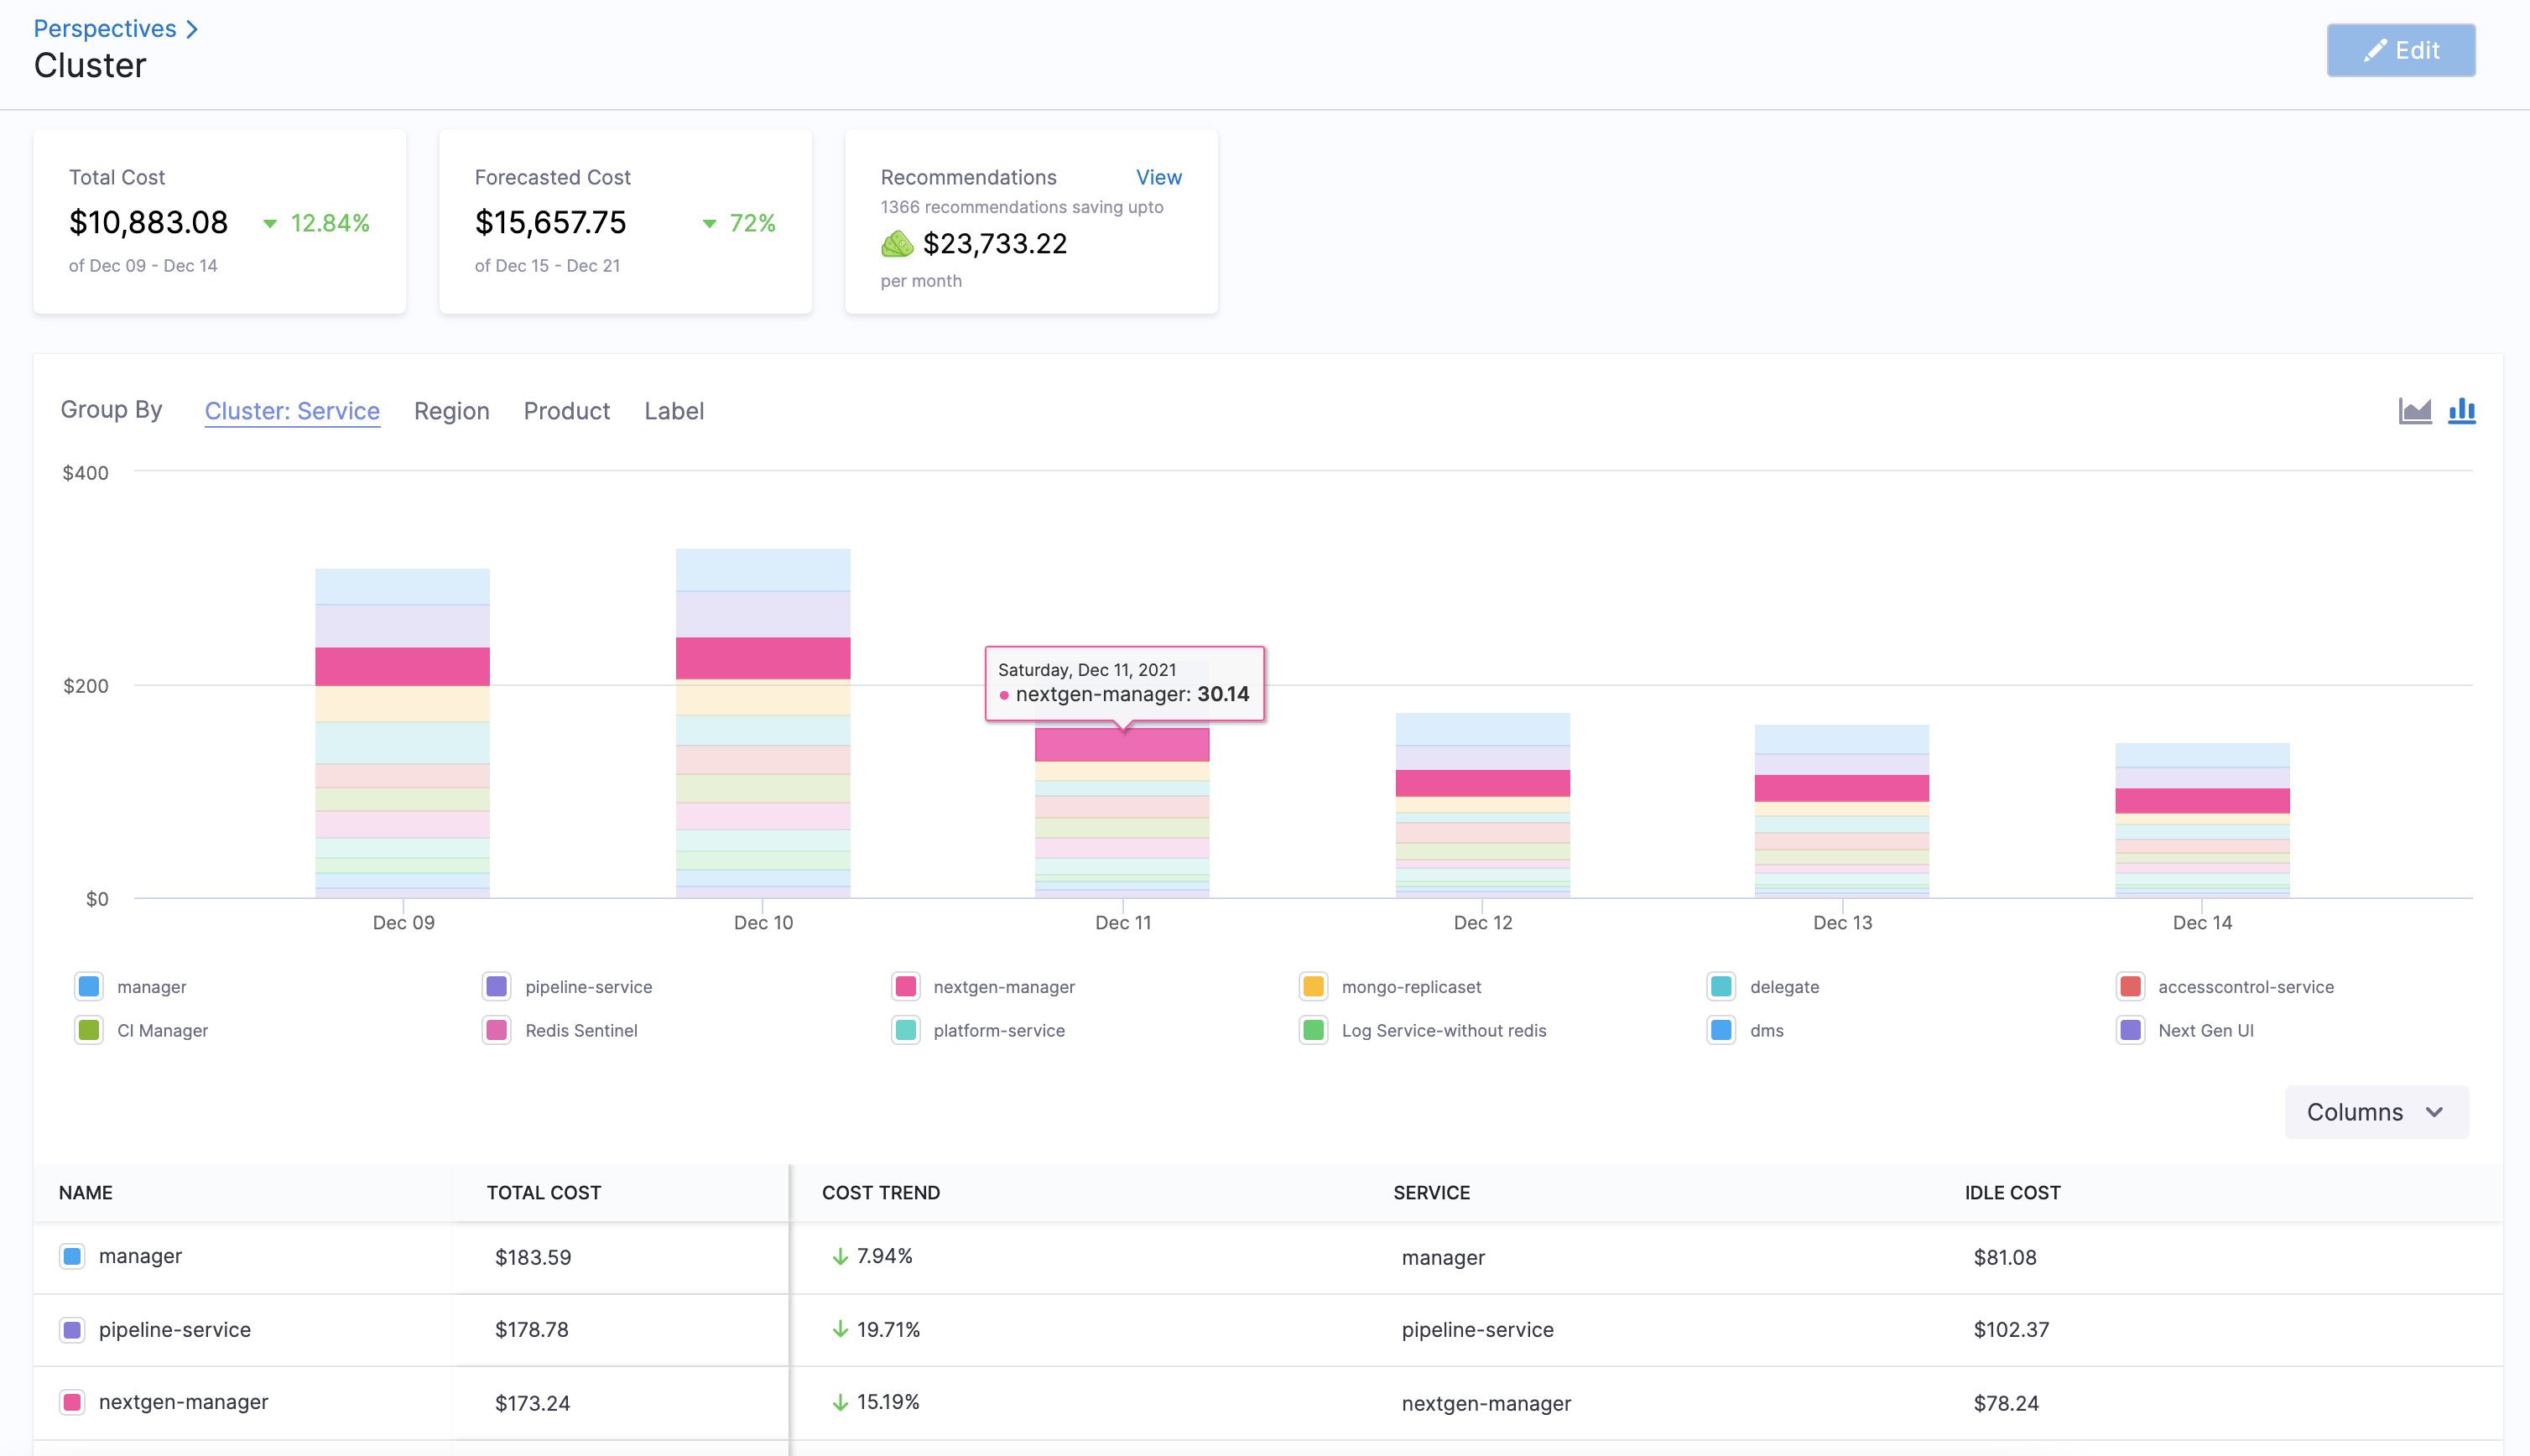 Perspectives
Cluster
Edit
Total Cost
$10,883.08 12.84%
of Dec 09 - Dec 14
Forecasted Cost
$15,657.75 72%
of Dec 15 - Dec 21
Recommendations View
1366 recommendations saving upto
$23,733.22
per month
Group By Cluster: Service Region Product Label
$400
$200
$0
Saturday, Dec 11, 2021
nextgen-manager: 30.14
Dec 09 Dec 10 Dec 11 Dec 12 Dec 13 Dec 14
manager pipeline-service nextgen-manager mongo-replicaset delegate accesscontrol-service
CI Manager Redis Sentinel platform-service Log Service-without redis dms Next Gen UI
Columns
NAME TOTAL COST COST TREND SERVICE IDLE COST
manager $183.59 7.94% manager $81.08
pipeline-service $178.78 19.71% pipeline-service $102.37
nextgen-manager $173.24 15.19% nextgen-manager $78.24